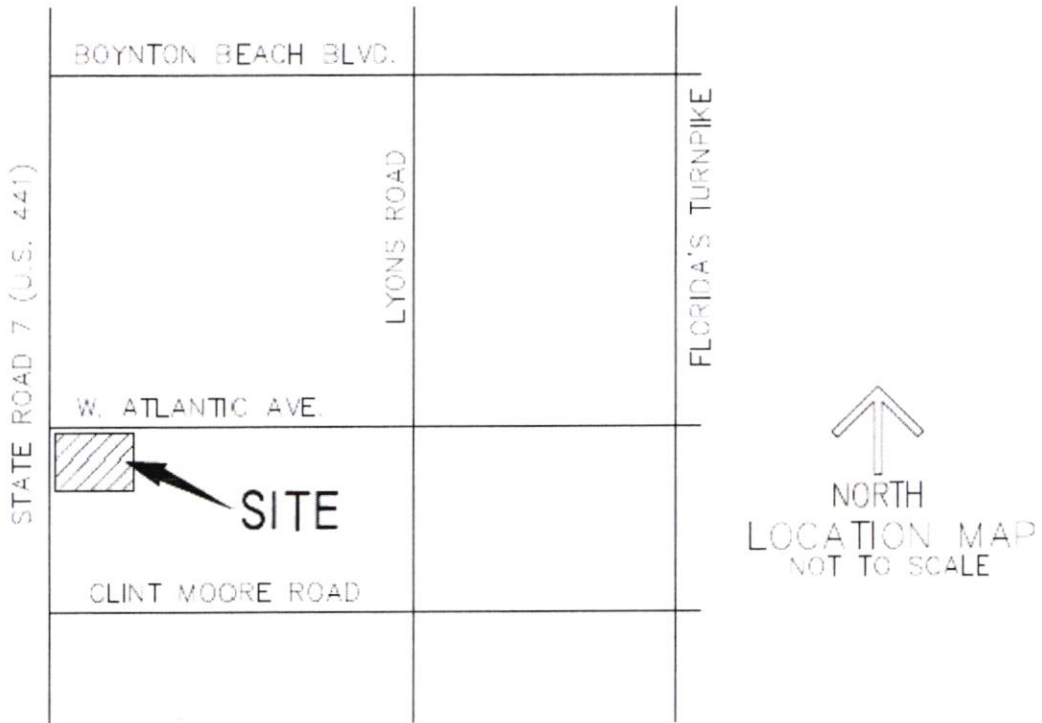 BOYNTON BEACH BLVD.
STATE ROAD 7 (U.S. 441)
LYONS ROAD
FLORIDA'S TURNPIKE
W. ATLANTIC AVE.
SITE
CLINT MOORE ROAD
NORTH
LOCATION MAP
NOT TO SCALE